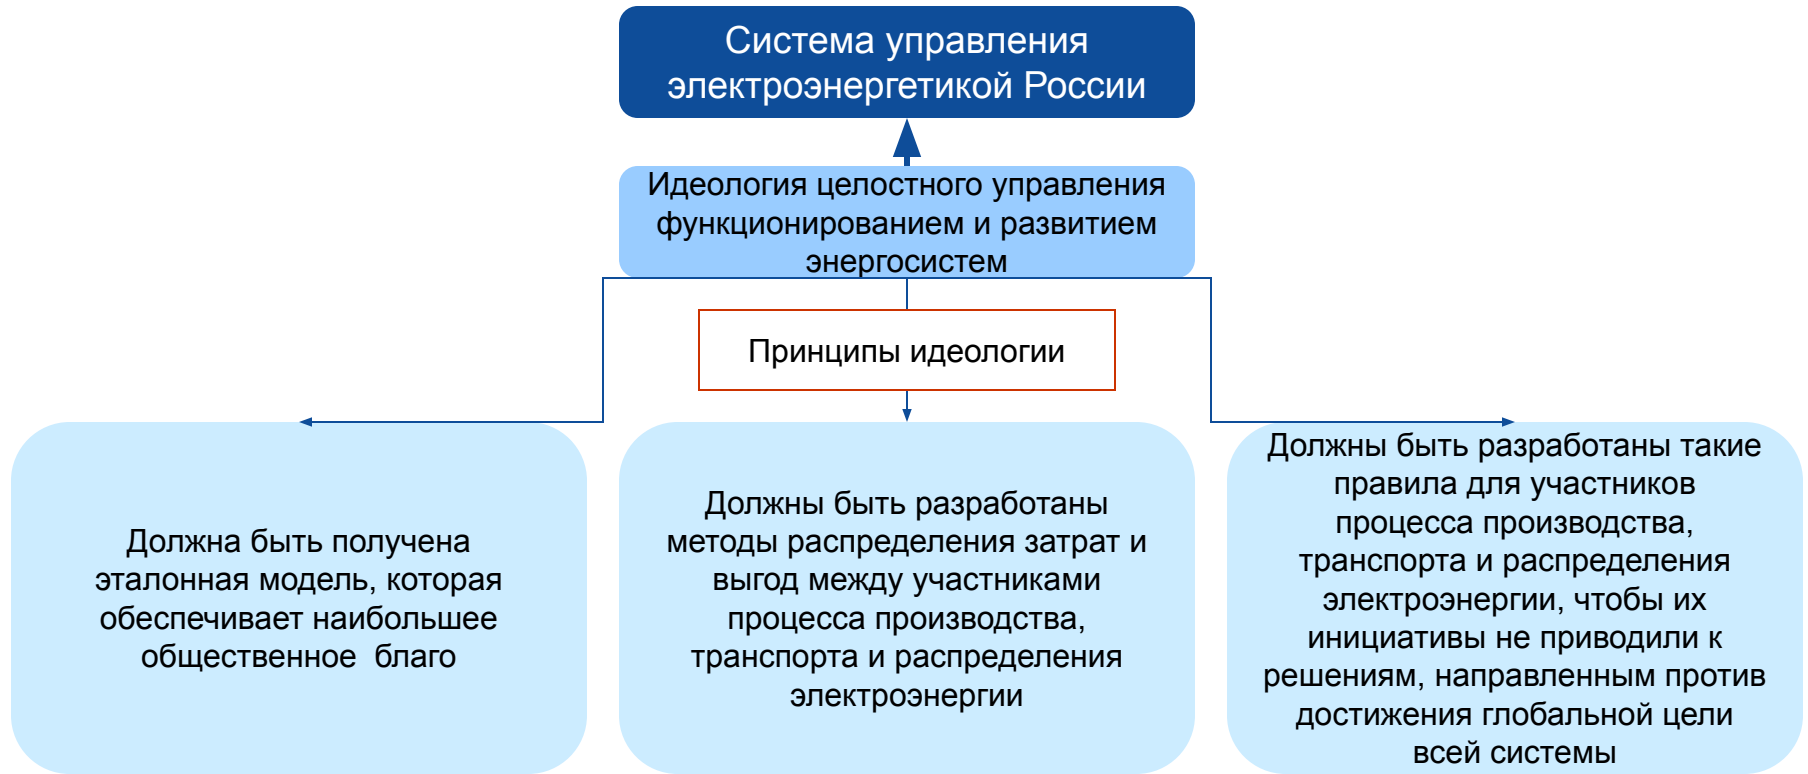 Система управления
электроэнергетикой России
Идеология целостного управления
функционированием и развитием
энергосистем
Принципы идеологии
Должна быть получена
эталонная модель, которая
обеспечивает наибольшее
общественное  благо
Должны быть разработаны
методы распределения затрат и
выгод между участниками
процесса производства,
транспорта и распределения
электроэнергии
Должны быть разработаны такие
правила для участников
процесса производства,
транспорта и распределения
электроэнергии, чтобы их
инициативы не приводили к
решениям, направленным против
достижения глобальной цели
всей системы